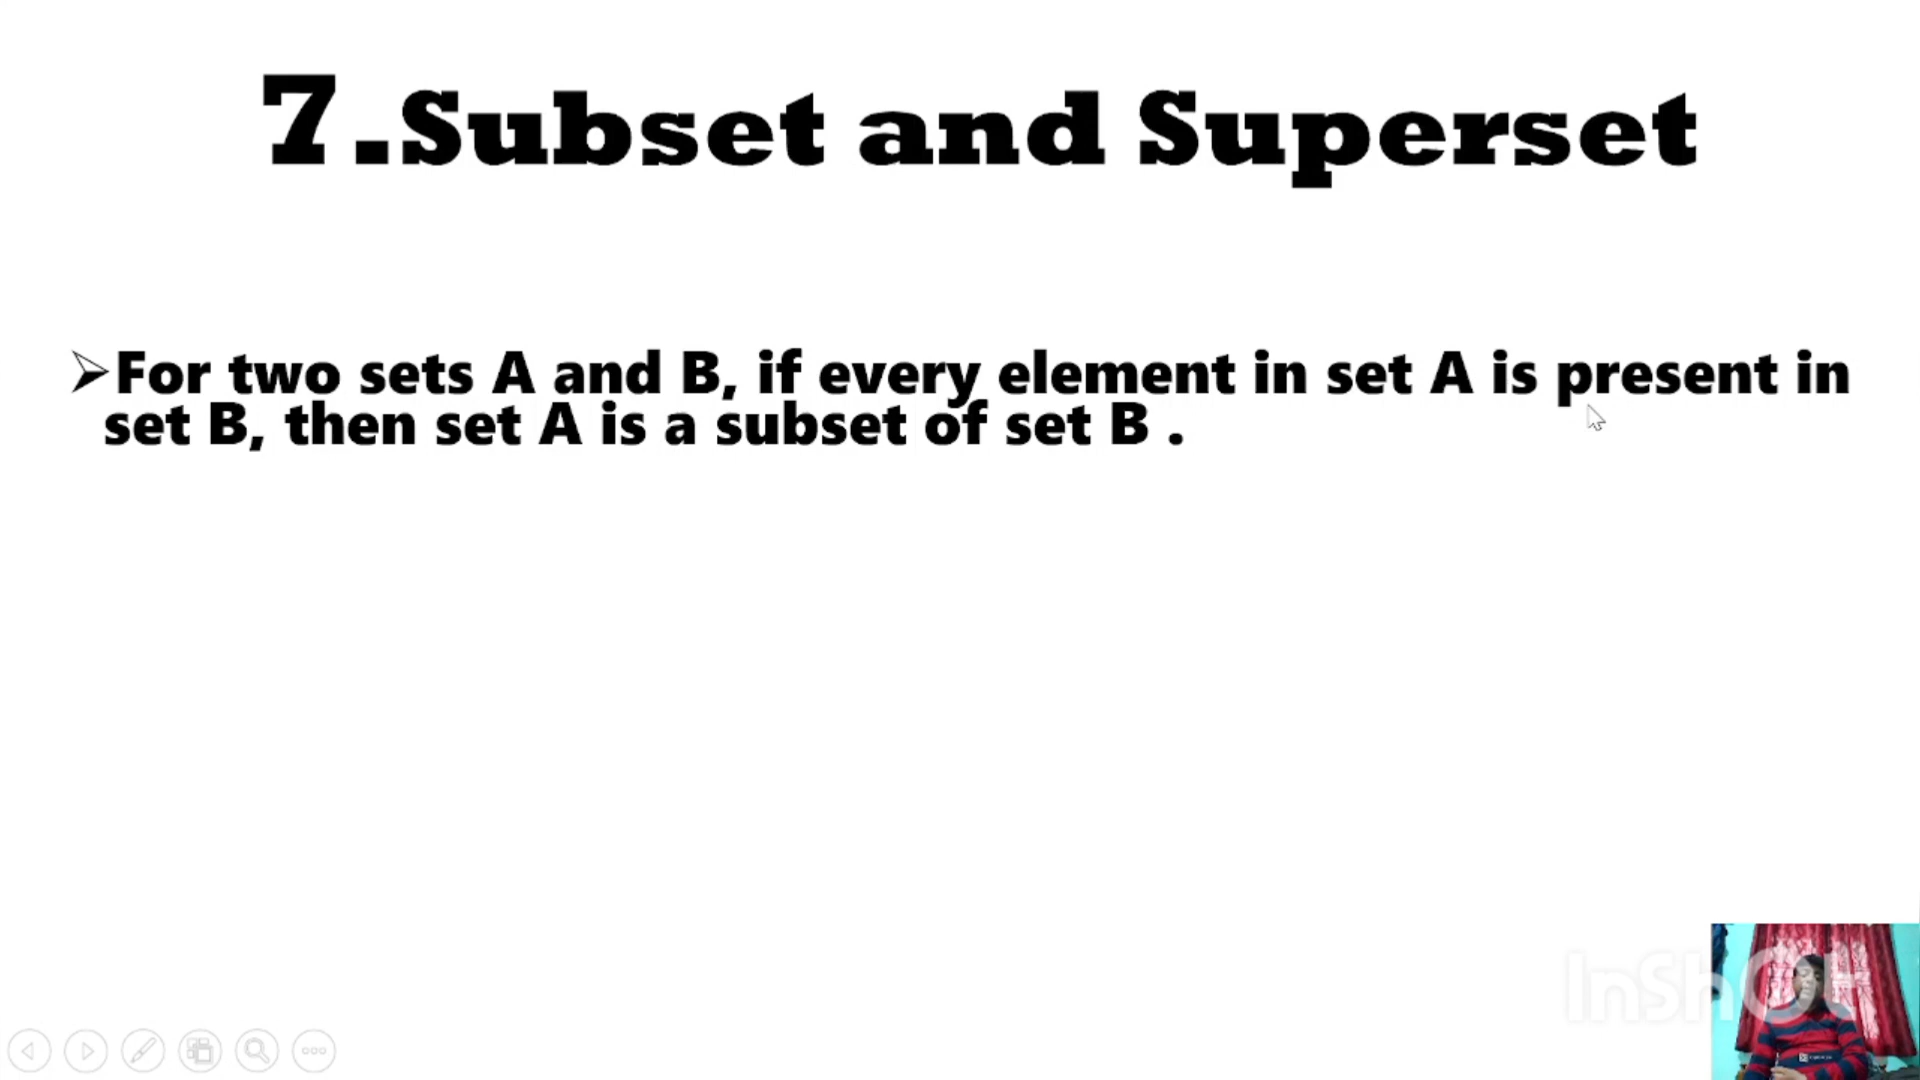 7.Subset and Superset
➢For two sets A and B, if every element in set A is present in
set B, then set A is a subset of set B .
InShOt